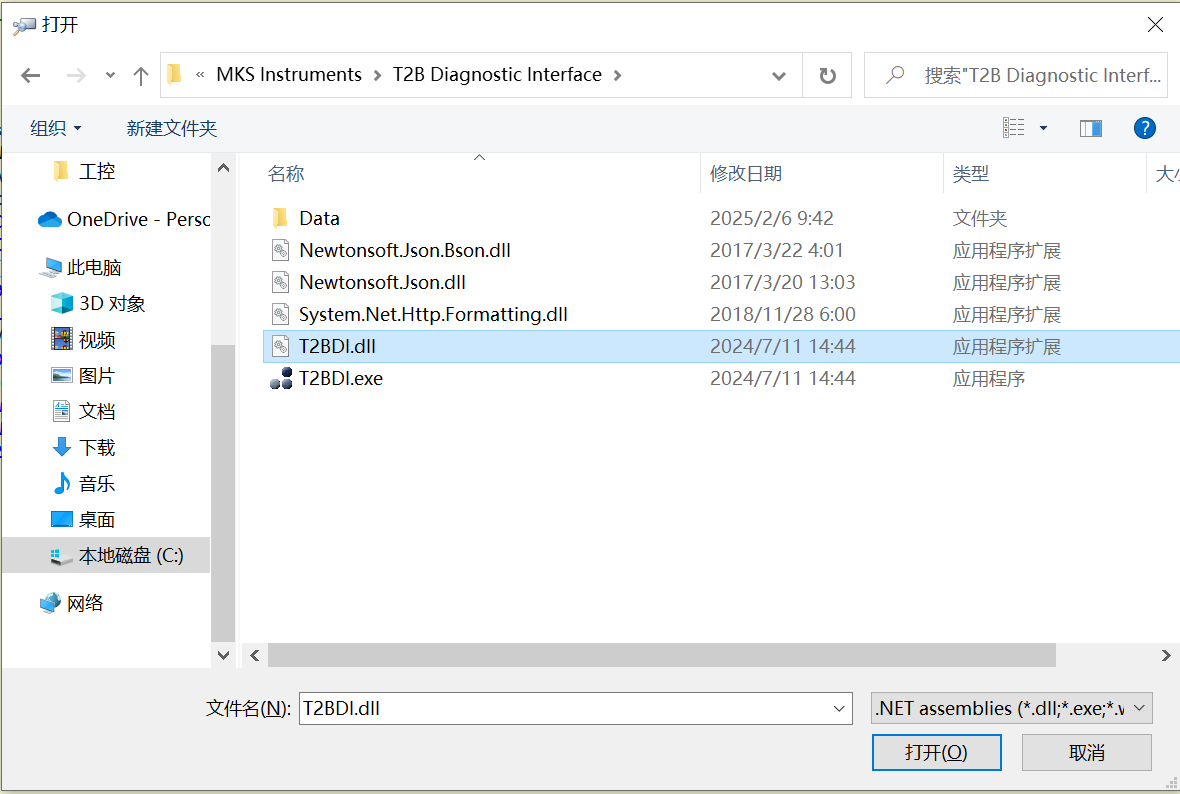 打开
« MKS Instruments > T2B Diagnostic Interface >
搜索"T2B Diagnostic Interf...
组织 新建文件夹
工控
OneDrive - Perso
此电脑
3D 对象
视频
图片
文档
下载
音乐
桌面
本地磁盘 (C:)
网络
名称 修改日期 类型 大小
Data 2025/2/6 9:42 文件夹
Newtonsoft.Json.Bson.dll 2017/3/22 4:01 应用程序扩展
Newtonsoft.Json.dll 2017/3/20 13:03 应用程序扩展
System.Net.Http.Formatting.dll 2018/11/28 6:00 应用程序扩展
T2BDI.dll 2024/7/11 14:44 应用程序扩展
T2BDI.exe 2024/7/11 14:44 应用程序
文件名(N): T2BDI.dll .NET assemblies (*.dll;*.exe;*.v
打开(O) 取消